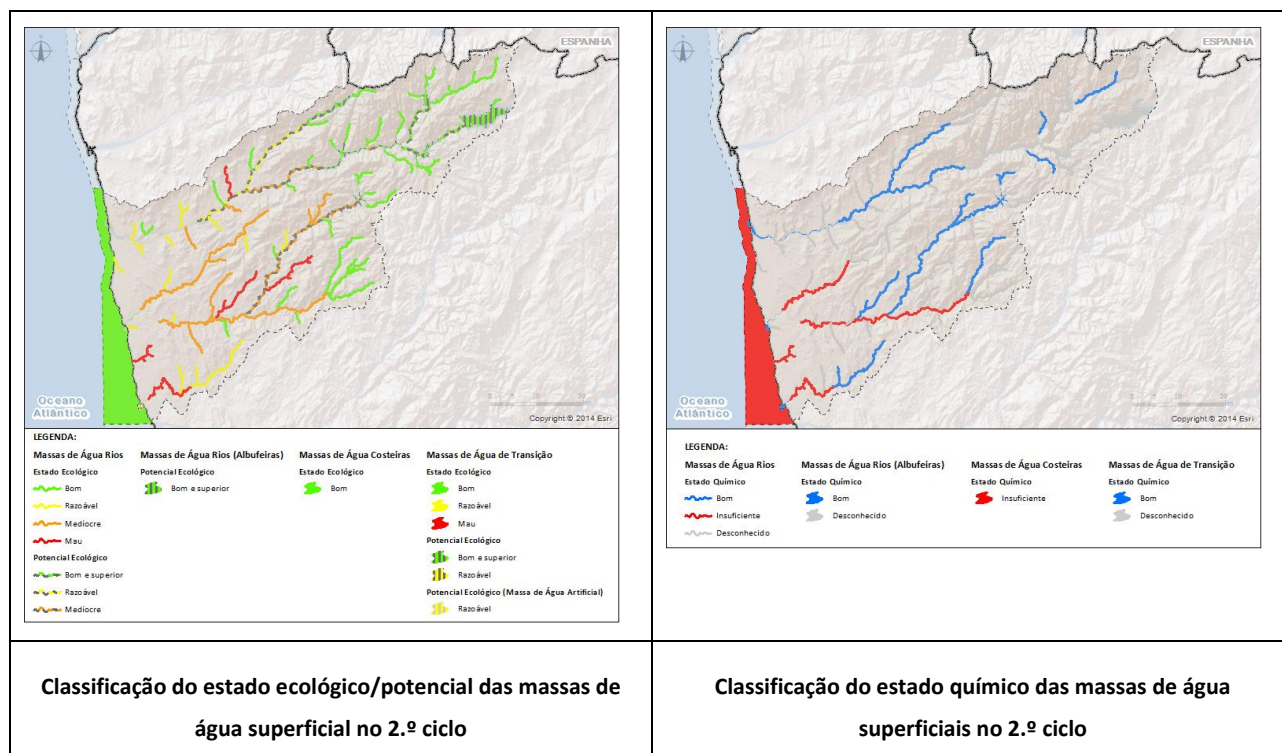 ESPANHA
Oceano
Atlântico
Copyright © 2014 Esri
LEGENDA:
Massas de Água Rios
Estado Ecológico
Bom
Razoável
Medíocre
Mau
Potencial Ecológico
Bom e superior
Razoável
Medíocre
Massas de Água Rios (Albufeiras)
Potencial Ecológico
Bom e superior
Massas de Água Costeiras
Estado Ecológico
Bom
Massas de Água de Transição
Estado Ecológico
Bom
Razoável
Mau
Potencial Ecológico
Bom e superior
Razoável
Potencial Ecológico (Massa de Água Artificial)
Razoável
Classificação do estado ecológico/potencial das massas de
água superficial no 2.º ciclo
ESPANHA
Oceano
Atlântico
Copyright © 2014 Esri
LEGENDA:
Massas de Água Rios
Estado Químico
Bom
Insuficiente
Desconhecido
Massas de Água Rios (Albufeiras)
Estado Químico
Bom
Desconhecido
Massas de Água Costeiras
Estado Químico
Insuficiente
Massas de Água de Transição
Estado Químico
Bom
Desconhecido
Classificação do estado químico das massas de água
superficiais no 2.º ciclo